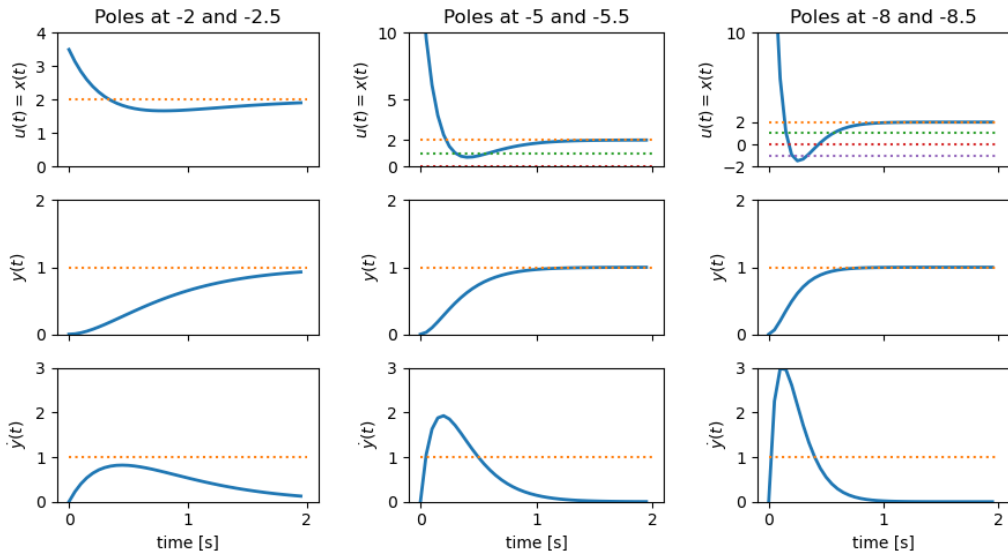 Poles at -2 and -2.5
Poles at -5 and -5.5
Poles at -8 and -8.5
u(t) = x(t)
4
3
2
1
0
u(t) = x(t)
10
5
2
0
u(t) = x(t)
10
2
0
−2
y(t)
2
1
0
y(t)
2
1
0
y(t)
2
1
0
ẏ(t)
3
2
1
0
ẏ(t)
3
2
1
0
ẏ(t)
3
2
1
0
0 1 2
0 1 2
0 1 2
time [s]
time [s]
time [s]